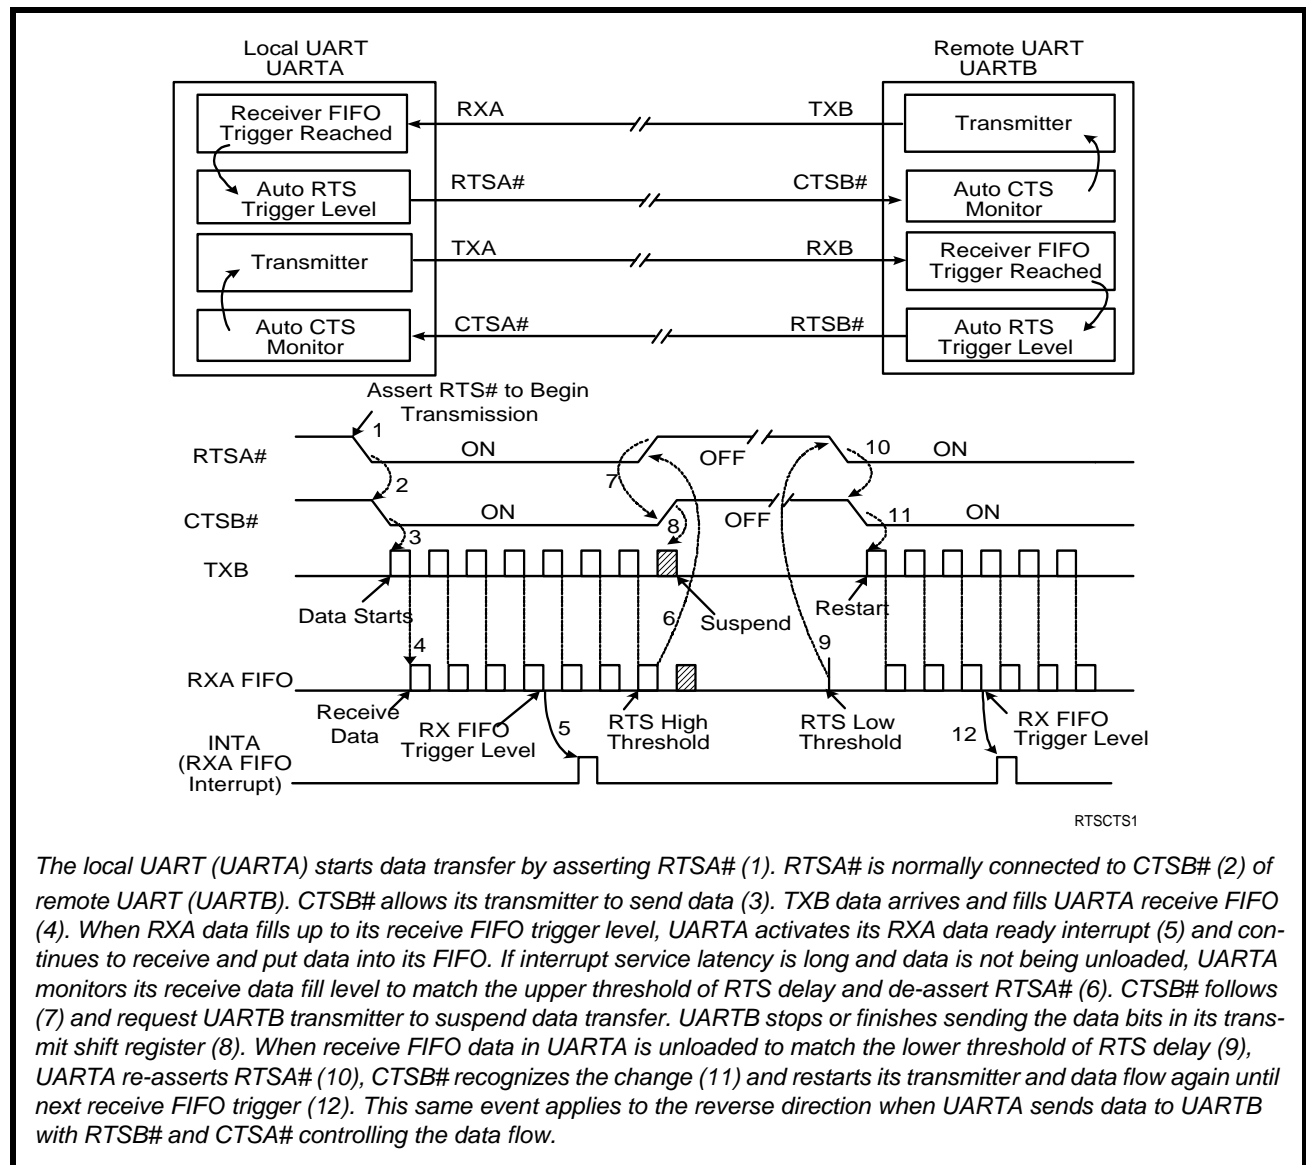 Local UART
UARTA
Remote UART
UARTB
Receiver FIFO
Trigger Reached
RXA
TXB
Transmitter
Auto RTS
Trigger Level
RTSA#
CTSB#
Auto CTS
Monitor
Transmitter
TXA
RXB
Receiver FIFO
Trigger Reached
Auto CTS
Monitor
CTSA#
RTSB#
Auto RTS
Trigger Level
Assert RTS# to Begin
Transmission
RTSA#
1
ON
7
OFF
10
ON
2
CTSB#
ON
8
OFF
11
ON
3
TXB
Data Starts
6
Suspend
Restart
4
9
RXA FIFO
Receive
Data
RX FIFO
Trigger Level
5
RTS High
Threshold
RTS Low
Threshold
12
RX FIFO
Trigger Level
INTA
(RXA FIFO
Interrupt)
RTSCTS1
The local UART (UARTA) starts data transfer by asserting RTSA# (1). RTSA# is normally connected to CTSB# (2) of
remote UART (UARTB). CTSB# allows its transmitter to send data (3). TXB data arrives and fills UARTA receive FIFO
(4). When RXA data fills up to its receive FIFO trigger level, UARTA activates its RXA data ready interrupt (5) and con-
tinues to receive and put data into its FIFO. If interrupt service latency is long and data is not being unloaded, UARTA
monitors its receive data fill level to match the upper threshold of RTS delay and de-assert RTSA# (6). CTSB# follows
(7) and request UARTB transmitter to suspend data transfer. UARTB stops or finishes sending the data bits in its trans-
mit shift register (8). When receive FIFO data in UARTA is unloaded to match the lower threshold of RTS delay (9),
UARTA re-asserts RTSA# (10), CTSB# recognizes the change (11) and restarts its transmitter and data flow again until
next receive FIFO trigger (12). This same event applies to the reverse direction when UARTA sends data to UARTB
with RTSB# and CTSA# controlling the data flow.